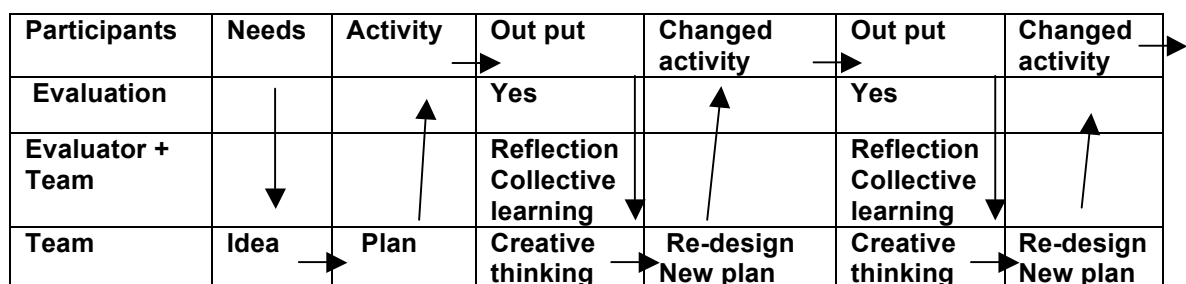 Participants Needs Activity Out put Changed Out put Changed
activity activity
Evaluation Yes Yes
Evaluator + Reflection Reflection
Team Collective Collective
learning learning
Team Idea Plan Creative Re-design Creative Re-design
thinking New plan thinking New plan